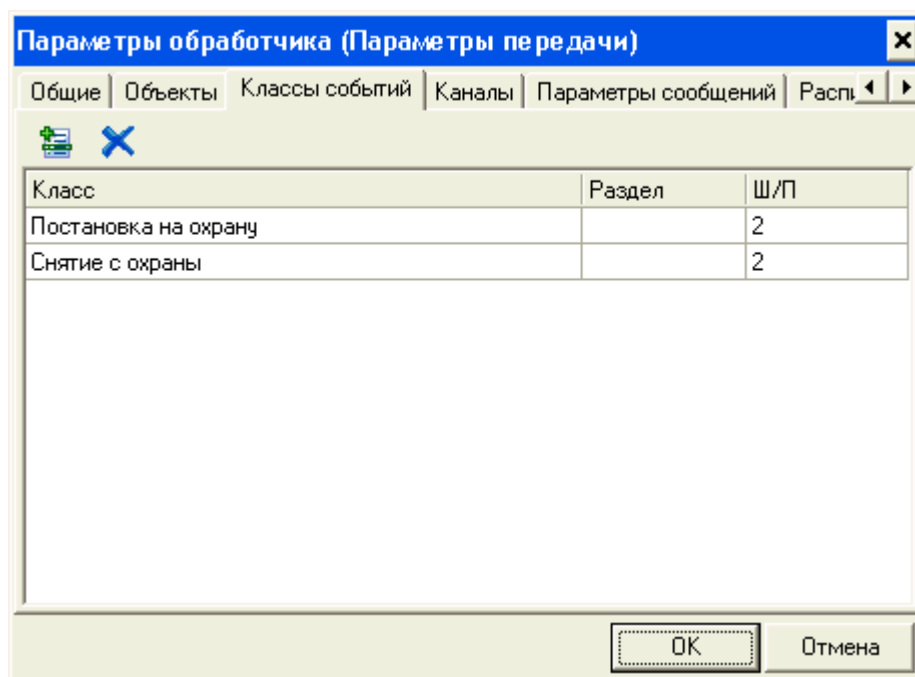 Параметры обработчика (Параметры передачи)
Общие Объекты Классы событий Каналы Параметры сообщений
Класс Раздел Ш/П
Постановка на охрану 2
Снятие с охраны 2
OK Отмена